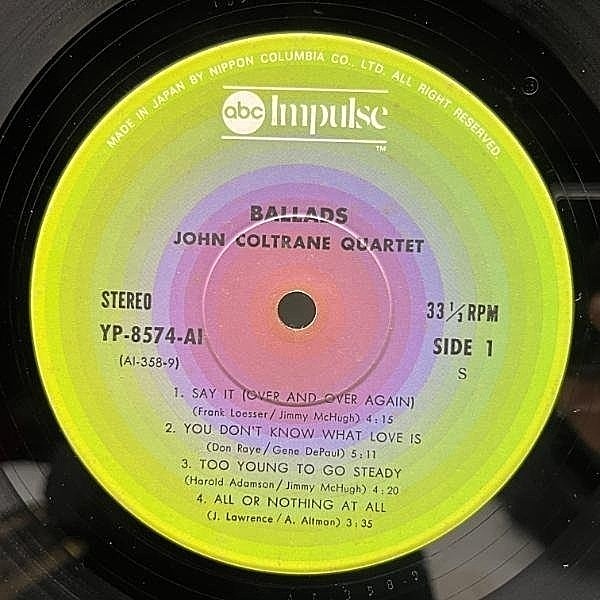 MADE IN JAPAN BY NIPPON COLUMBIA CO., LTD. ALL RIGHT RESERVED.
abc Impulse
TM
BALLADS
JOHN COLTRANE QUARTET
STEREO
YP-8574-AI
(AI-358-9)
33 1/3 RPM
SIDE 1
S
1. SAY IT (OVER AND OVER AGAIN)
(Frank Loesser/Jimmy McHugh) 4:15
2. YOU DON'T KNOW WHAT LOVE IS
(Don Raye/Gene DePaul) 5:11
3. TOO YOUNG TO GO STEADY
(Harold Adamson/Jimmy McHugh) 4:20
4. ALL OR NOTHING AT ALL
(J. Lawrence/A. Altman) 3:35